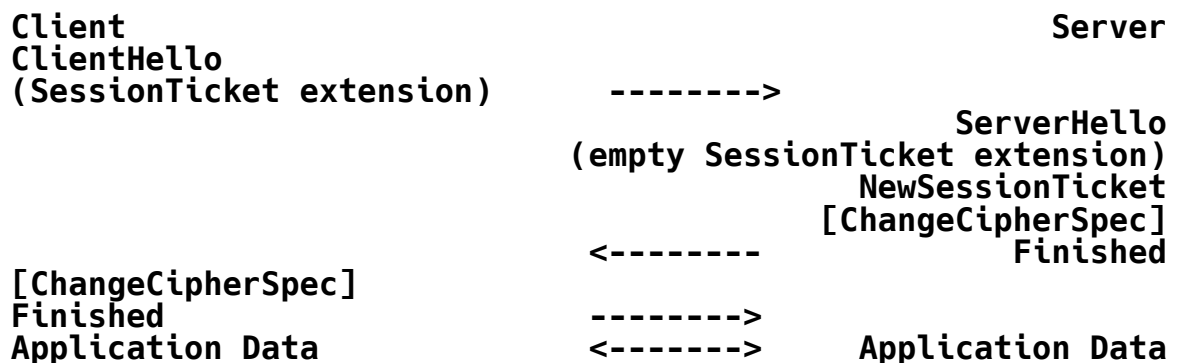 Client Server
ClientHello
(SessionTicket extension) -------->
ServerHello
(empty SessionTicket extension)
NewSessionTicket
[ChangeCipherSpec]
<-------- Finished
[ChangeCipherSpec]
Finished -------->
Application Data <-------> Application Data